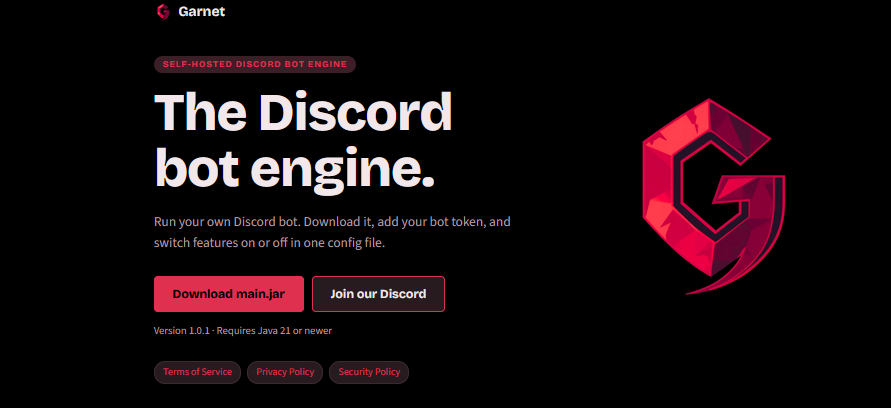 Garnet
SELF-HOSTED DISCORD BOT ENGINE
The Discord
bot engine.
Run your own Discord bot. Download it, add your bot token, and
switch features on or off in one config file.
Download main.jar
Join our Discord
Version 1.0.1 · Requires Java 21 or newer
Terms of Service
Privacy Policy
Security Policy